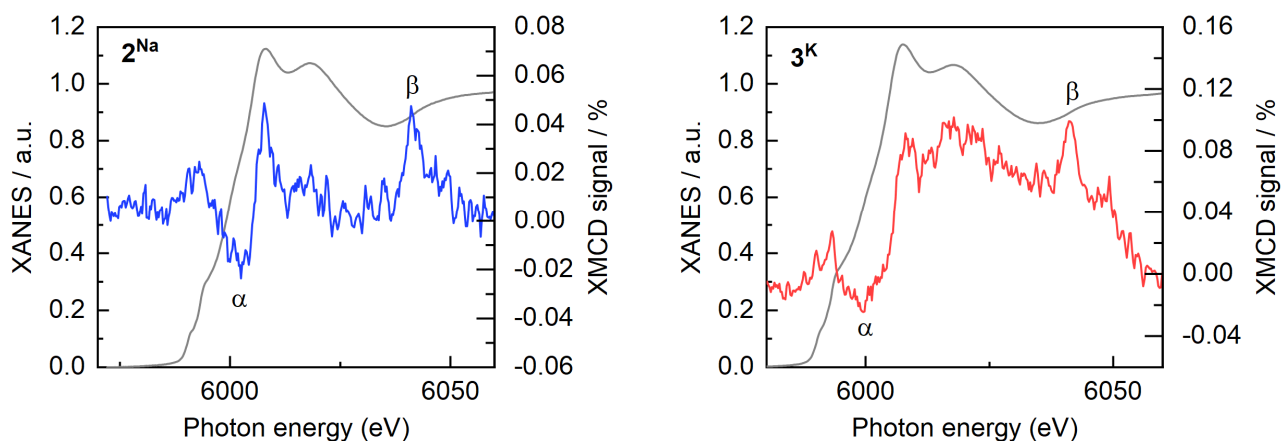 2^Na
XANES / a.u.
1.2
1.0
0.8
0.6
0.4
0.2
0.0
α
β
0.08
0.06
0.04
0.02
0.00
-0.02
-0.04
-0.06
XMCD signal / %
6000
6050
Photon energy (eV)
3^K
XANES / a.u.
1.2
1.0
0.8
0.6
0.4
0.2
0.0
α
β
0.16
0.12
0.08
0.04
0.00
-0.04
XMCD signal / %
6000
6050
Photon energy (eV)